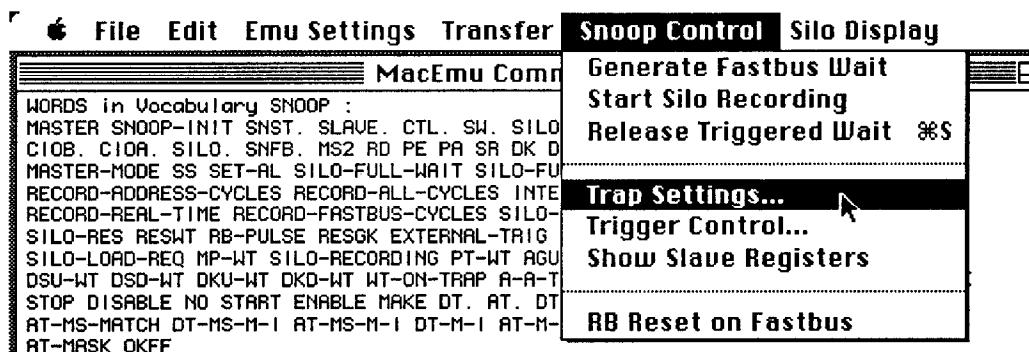 File Edit Emu Settings Transfer Snoop Control Silo Display
MacEmu Comm
Generate Fastbus Wait
Start Silo Recording
Release Triggered Wait ⌘S
Trap Settings...
Trigger Control...
Show Slave Registers
RB Reset on Fastbus
WORDS in Vocabulary SNOOP :
MASTER SNOOP-INIT SNST. SLAVE. CTL. SW. SILO
CIOB. CIOA. SILO. SNFB. MS2 RD PE PA SR DK D
MASTER-MODE SS SET-AL SILO-FULL-WAIT SILO-FU
RECORD-ADDRESS-CYCLES RECORD-ALL-CYCLES INTE
RECORD-REAL-TIME RECORD-FASTBUS-CYCLES SILO-
SILO-RES RESWT RB-PULSE RESGK EXTERNAL-TRIG
SILO-LOAD-REQ MP-WT SILO-RECORDING PT-WT AGU
DSU-WT DSD-WT DKU-WT DKD-WT WT-ON-TRAP A-A-T
STOP DISABLE NO START ENABLE MAKE DT. AT. DT
AT-MS-MATCH DT-MS-M-I AT-MS-M-I DT-M-I AT-M-
AT-MASK OKFF